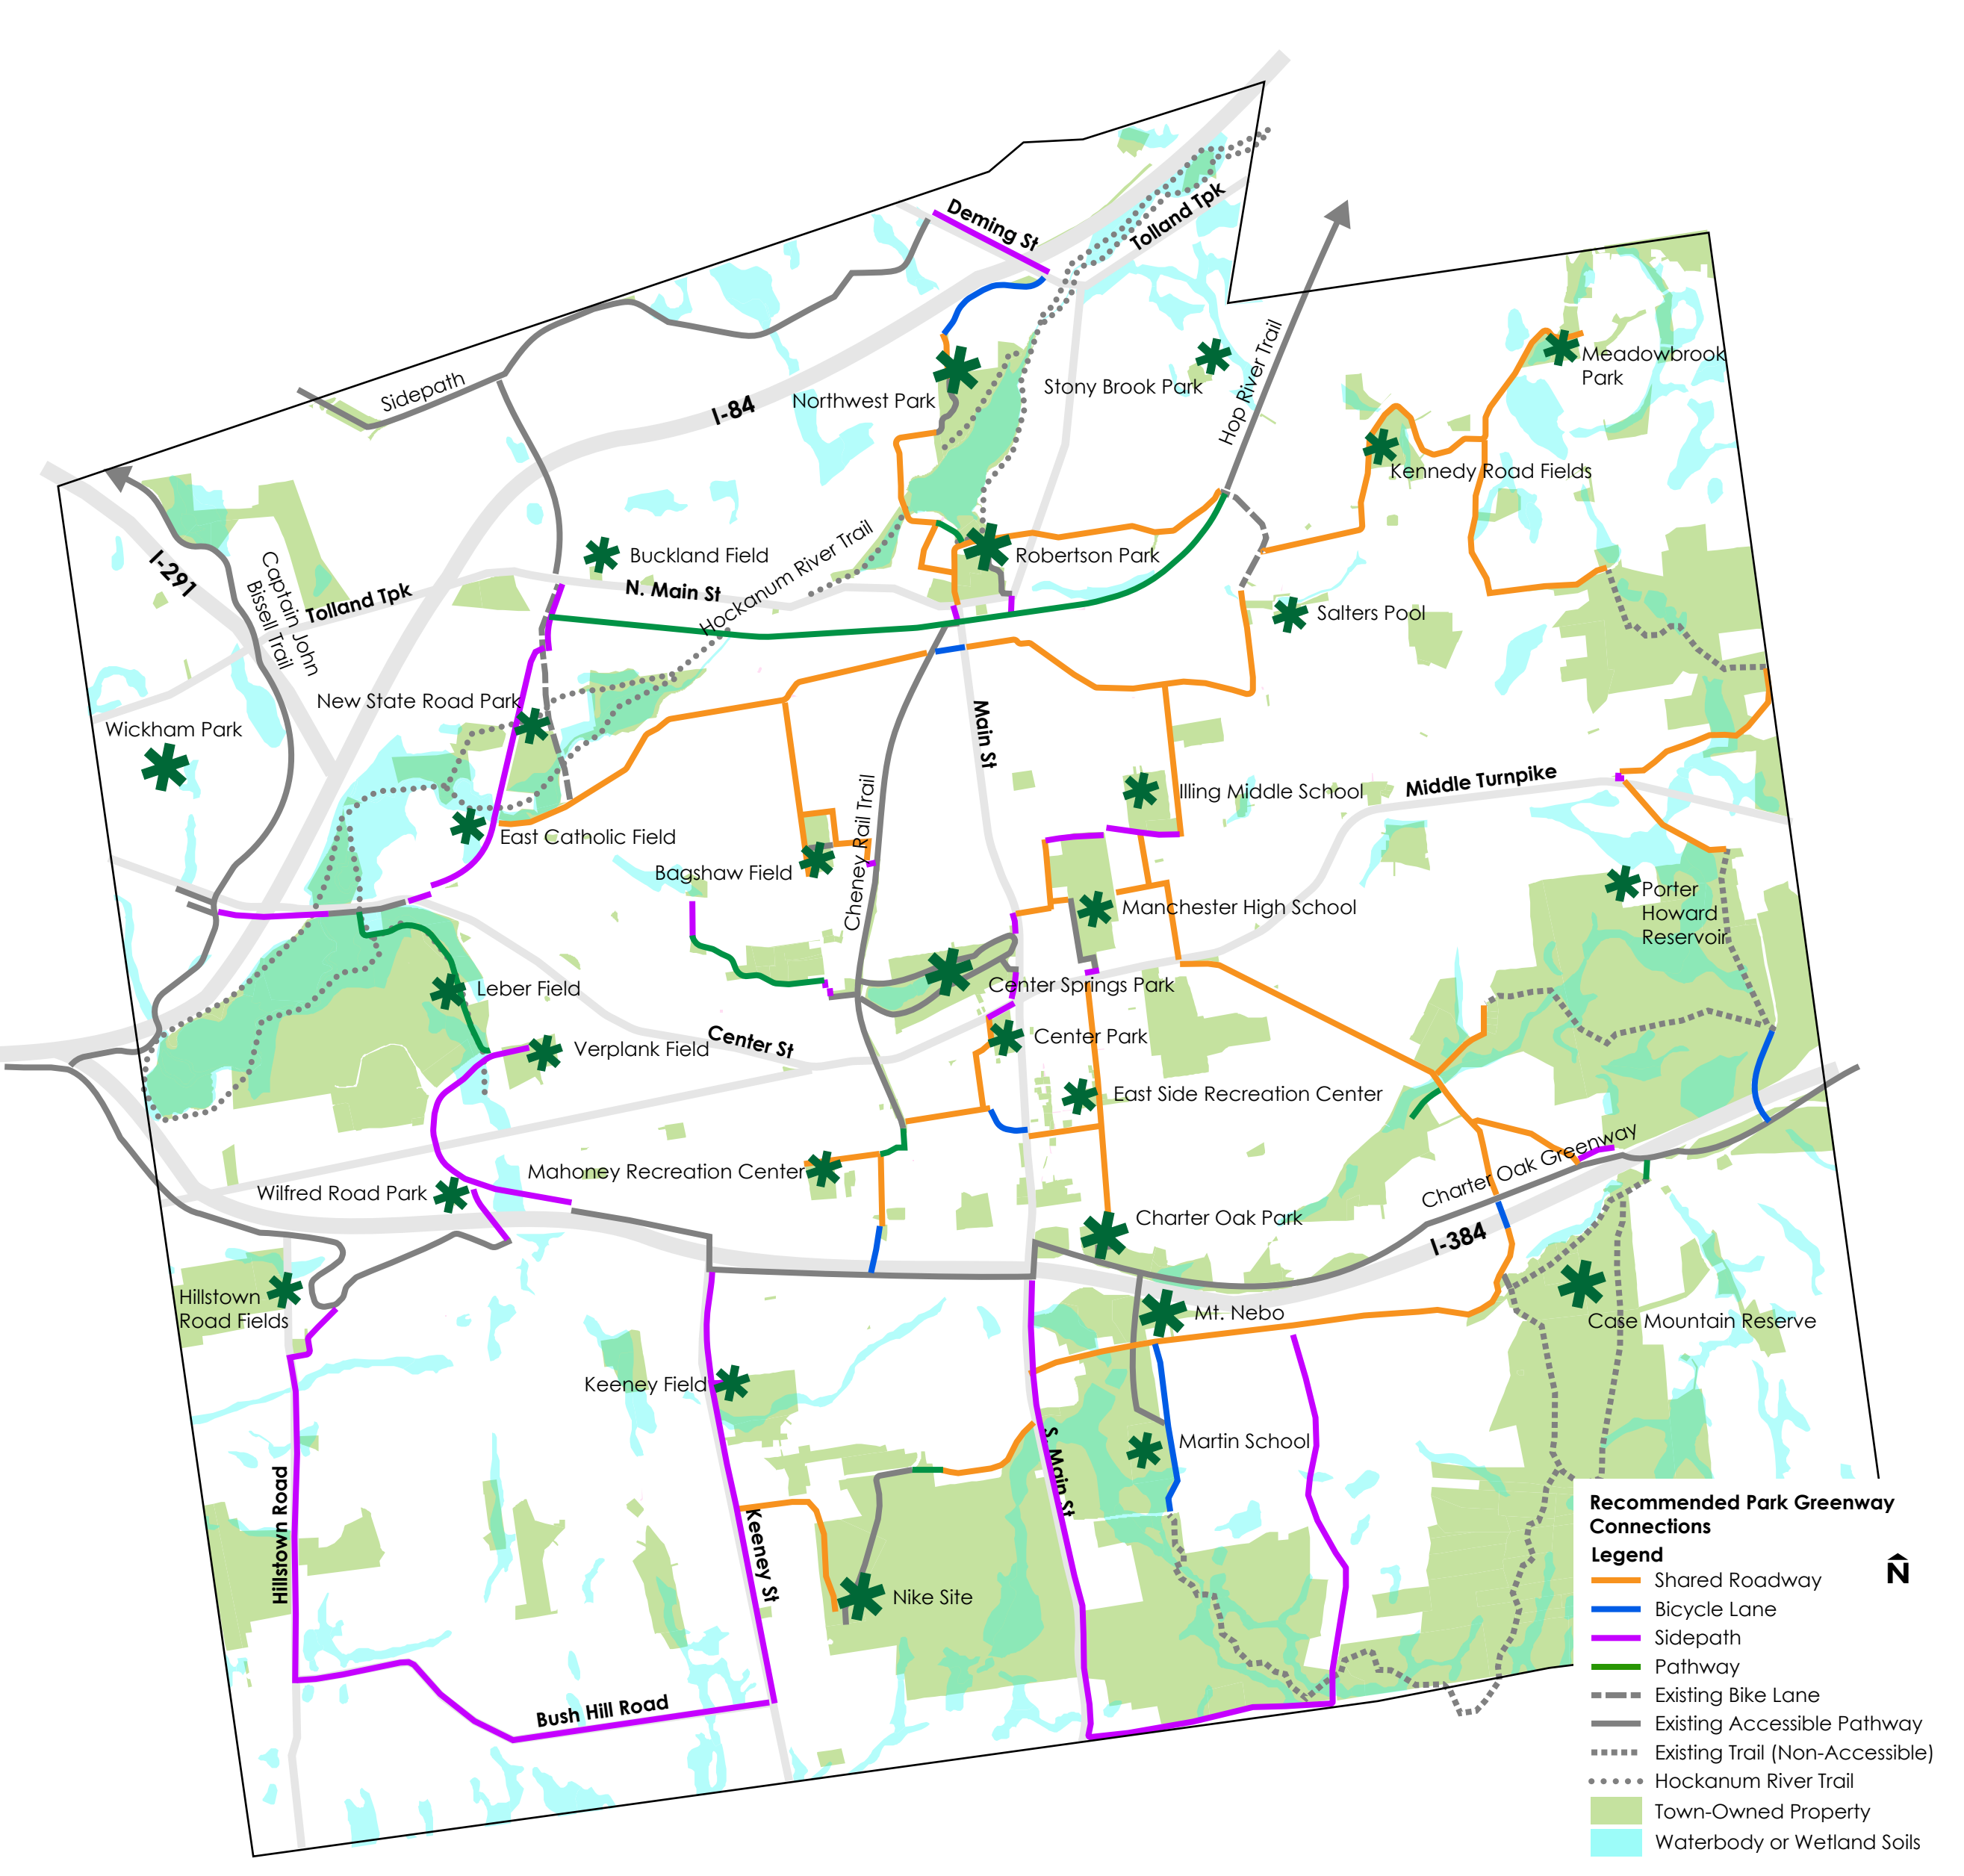 Deming St
Tolland Tpk
Sidepath
I-84
Northwest Park
Stony Brook Park
Hop River Trail
Meadowbrook
Park
Kennedy Road Fields
I-291
Captain John
Bissell Trail
Tolland Tpk
Buckland Field
N. Main St
Hockanum River Trail
Robertson Park
Salters Pool
New State Road Park
Wickham Park
Main St
Middle Turnpike
Illing Middle School
East Catholic Field
Bagshaw Field
Cheney Rail Trail
Manchester High School
Porter
Howard
Reservoir
Leber Field
Center Springs Park
Verplank Field
Center St
Center Park
East Side Recreation Center
Mahoney Recreation Center
Wilfred Road Park
Charter Oak Greenway
Charter Oak Park
I-384
Hillstown
Road Fields
Mt. Nebo
Case Mountain Reserve
Keeney Field
Martin School
S. Main St
Hillstown Road
Keeney St
Nike Site
Bush Hill Road
Recommended Park Greenway
Connections
Legend
N
Shared Roadway
Bicycle Lane
Sidepath
Pathway
Existing Bike Lane
Existing Accessible Pathway
Existing Trail (Non-Accessible)
Hockanum River Trail
Town-Owned Property
Waterbody or Wetland Soils